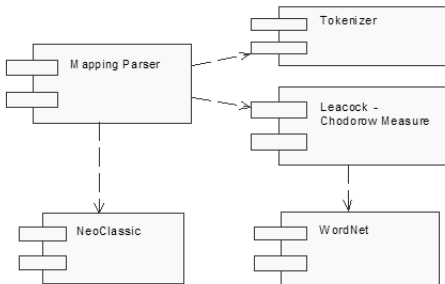 Tokenizer
Mapping Parser
Leacock -
Chodorow Measure
NeoClassic
WordNet